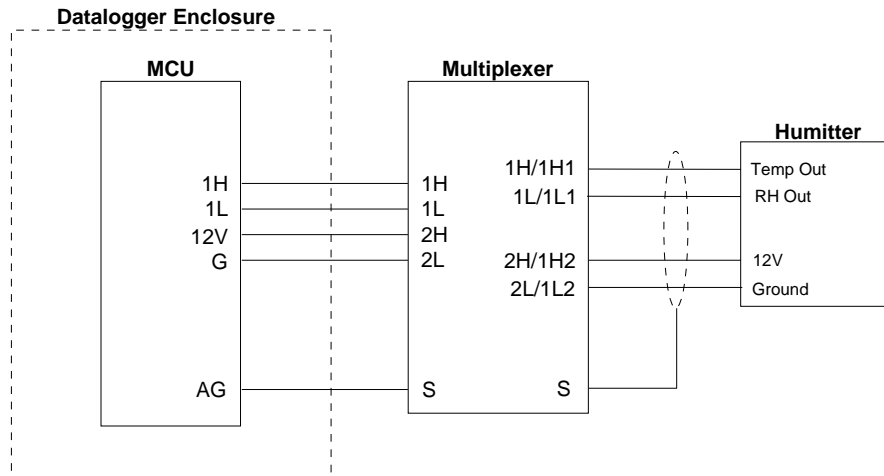 Datalogger Enclosure
MCU
1H
1L
12V
G
AG
Multiplexer
1H
1L
2H
2L
S
1H/1H1
1L/1L1
2H/1H2
2L/1L2
S
Humitter
Temp Out
RH Out
12V
Ground